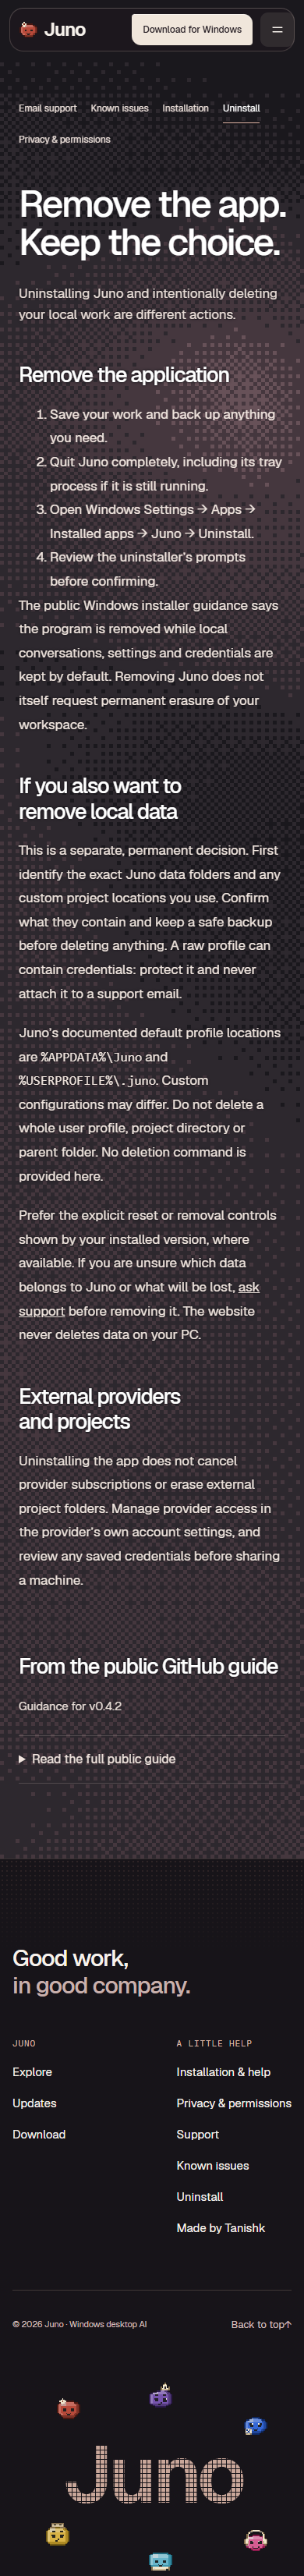 Juno
Download for Windows
Email support Known issues Installation Uninstall
Privacy & permissions
Remove the app.
Keep the choice.
Uninstalling Juno and intentionally deleting
your local work are different actions.
Remove the application
1. Save your work and back up anything
you need.
2. Quit Juno completely, including its tray
process if it is still running.
3. Open Windows Settings → Apps →
Installed apps → Juno → Uninstall.
4. Review the uninstaller's prompts
before confirming.
The public Windows installer guidance says
the program is removed while local
conversations, settings and credentials are
kept by default. Removing Juno does not
itself request permanent erasure of your
workspace.
If you also want to
remove local data
This is a separate, permanent decision. First
identify the exact Juno data folders and any
custom project locations you use. Confirm
what they contain and keep a safe backup
before deleting anything. A raw profile can
contain credentials: protect it and never
attach it to a support email.
Juno's documented default profile locations
are %APPDATA%\Juno and
%USERPROFILE%\.juno. Custom
configurations may differ. Do not delete a
whole user profile, project directory or
parent folder. No deletion command is
provided here.
Prefer the explicit reset or removal controls
shown by your installed version, where
available. If you are unsure which data
belongs to Juno or what will be lost, ask
support before removing it. The website
never deletes data on your PC.
External providers
and projects
Uninstalling the app does not cancel
provider subscriptions or erase external
project folders. Manage provider access in
the provider's own account settings, and
review any saved credentials before sharing
a machine.
From the public GitHub guide
Guidance for v0.4.2
▶ Read the full public guide
Good work,
in good company.
JUNO
Explore
Updates
Download
A LITTLE HELP
Installation & help
Privacy & permissions
Support
Known issues
Uninstall
Made by Tanishk
© 2026 Juno · Windows desktop AI
Back to top↑
Juno